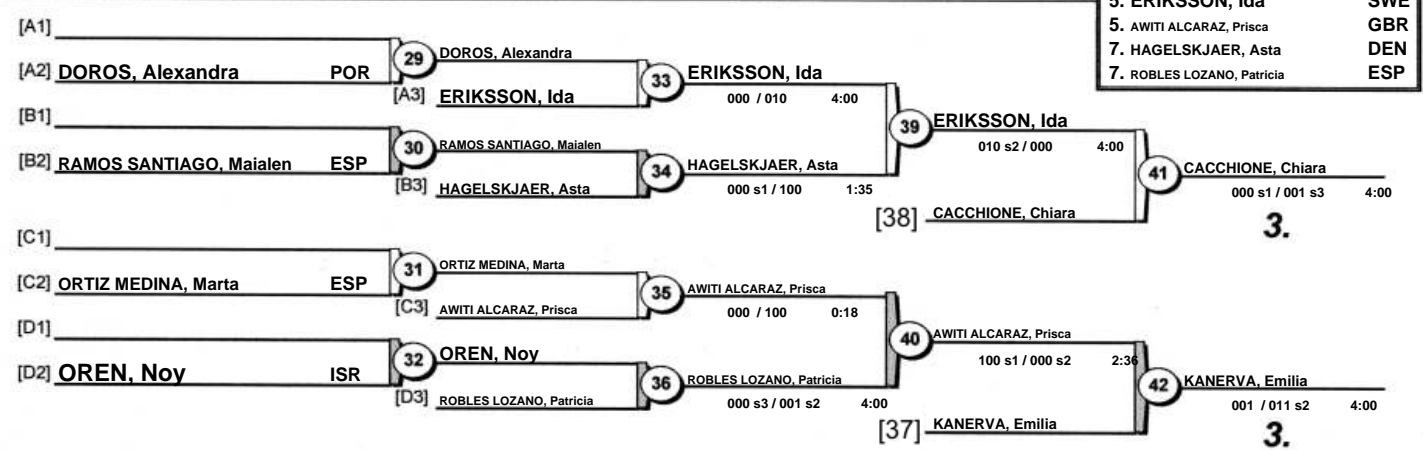 5. ERIKSSON, Ida SWE
5. AWITI ALCARAZ, Prisca GBR
7. HAGELSKJAER, Asta DEN
7. ROBLES LOZANO, Patricia ESP
[A1]
[A2] DOROS, Alexandra POR
29
DOROS, Alexandra
[A3] ERIKSSON, Ida
33
ERIKSSON, Ida
000 / 010 4:00
[B1]
[B2] RAMOS SANTIAGO, Maialen ESP
30
RAMOS SANTIAGO, Maialen
[B3] HAGELSKJAER, Asta
34
HAGELSKJAER, Asta
000 s1 / 100 1:35
39
ERIKSSON, Ida
010 s2 / 000 4:00
[38] CACCHIONE, Chiara
41
CACCHIONE, Chiara
000 s1 / 001 s3 4:00
3.
[C1]
[C2] ORTIZ MEDINA, Marta ESP
31
ORTIZ MEDINA, Marta
[C3] AWITI ALCARAZ, Prisca
35
AWITI ALCARAZ, Prisca
000 / 100 0:18
[D1]
[D2] OREN, Noy ISR
32
OREN, Noy
[D3] ROBLES LOZANO, Patricia
36
ROBLES LOZANO, Patricia
000 s3 / 001 s2 4:00
40
AWITI ALCARAZ, Prisca
100 s1 / 000 s2 2:36
[37] KANERVA, Emilia
42
KANERVA, Emilia
001 / 011 s2 4:00
3.